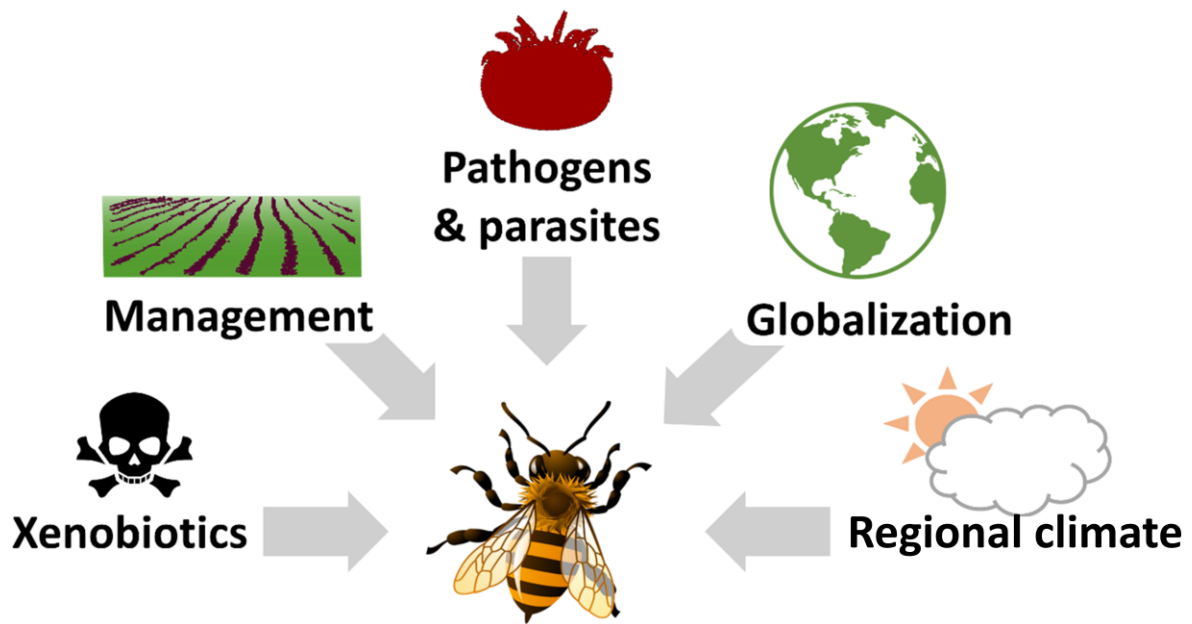 Pathogens
& parasites
Management
Globalization
Xenobiotics
Regional climate